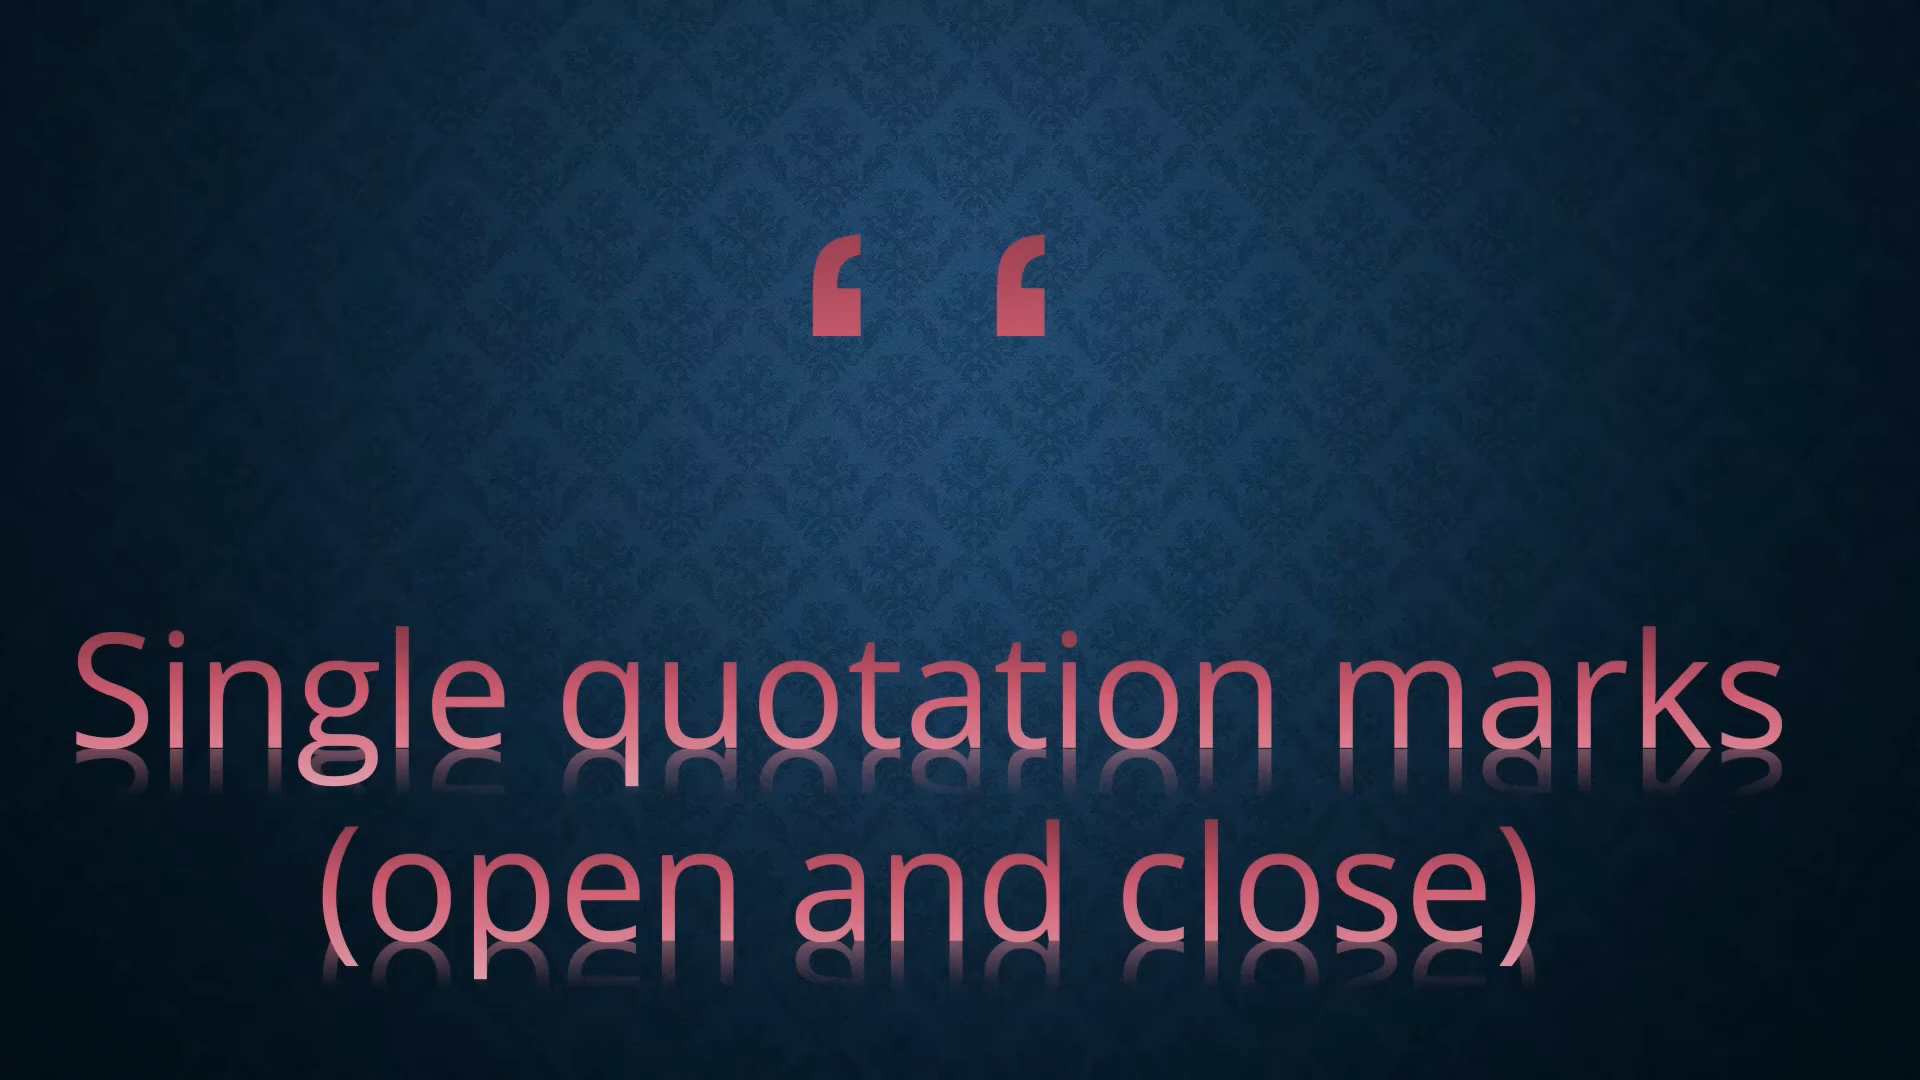 ‘ ‘
Single quotation marks
(open and close)